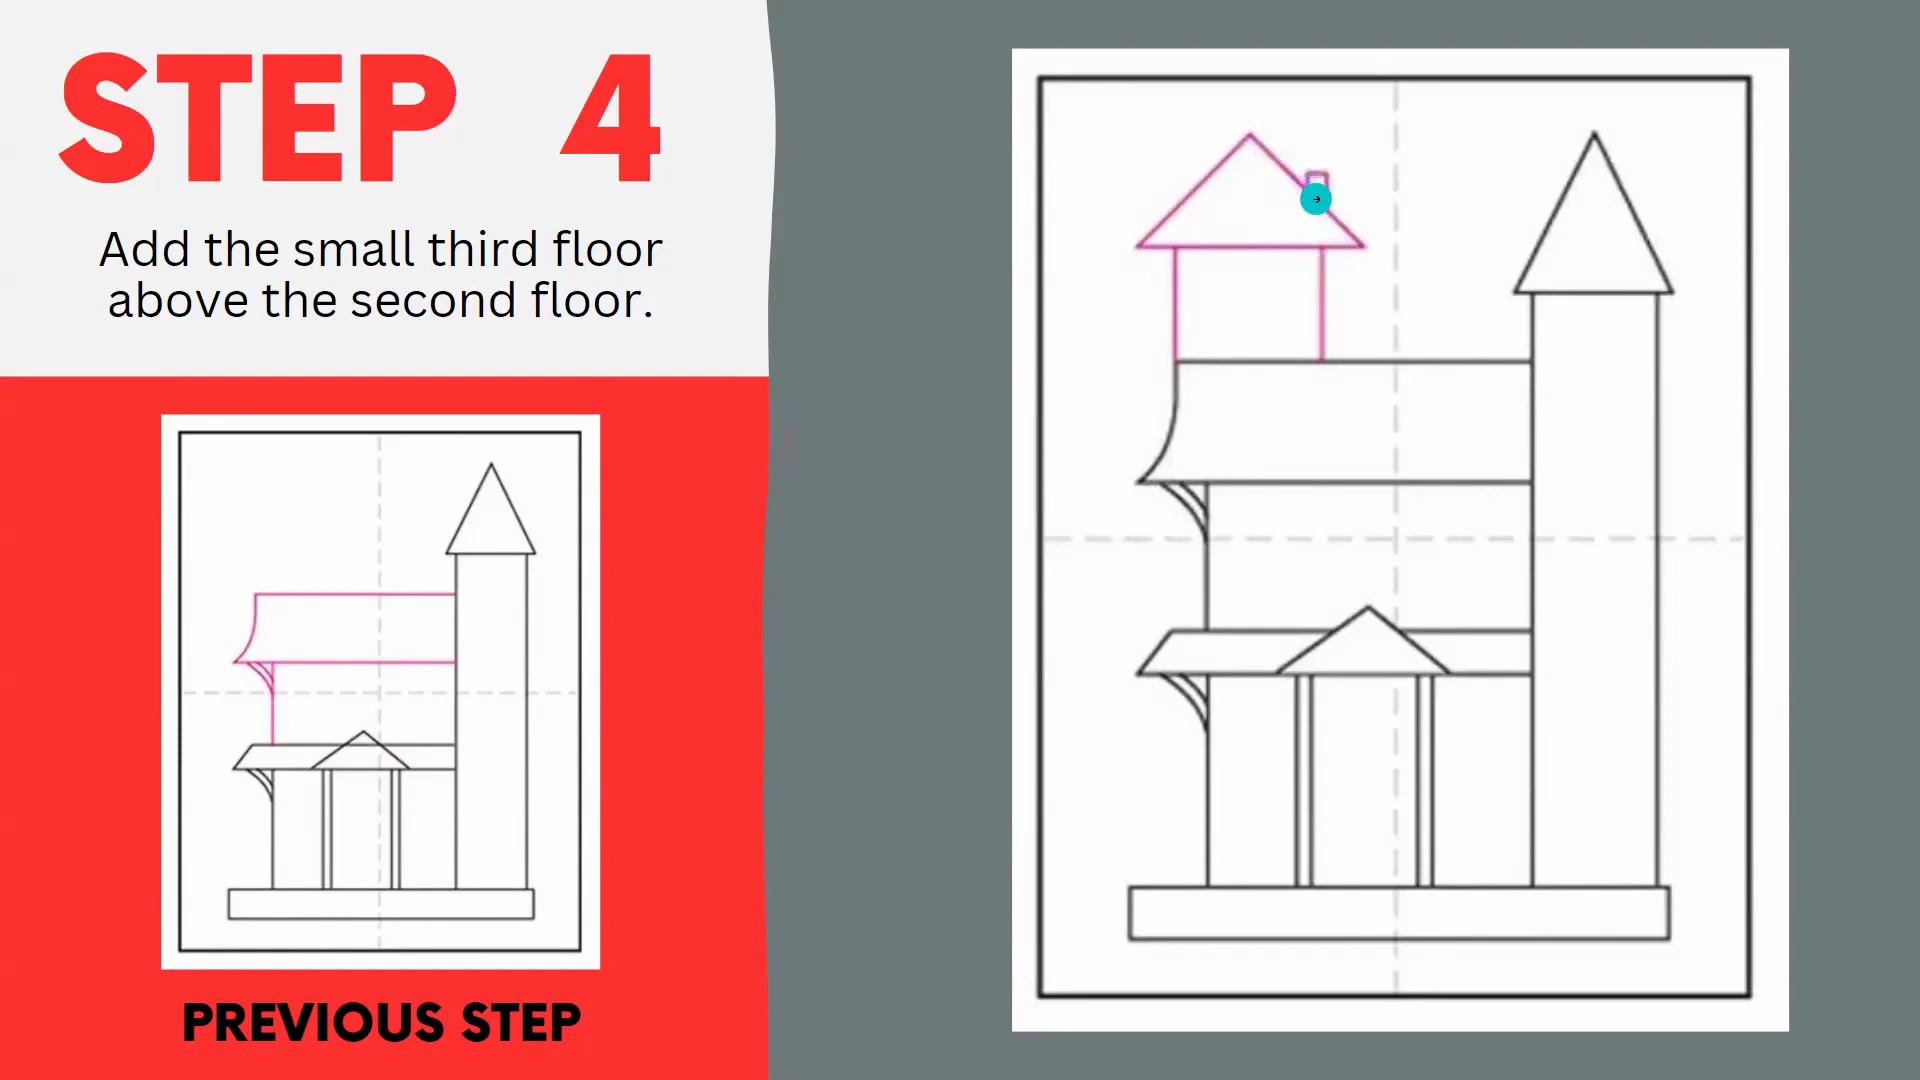 STEP 4
Add the small third floor
above the second floor.
PREVIOUS STEP